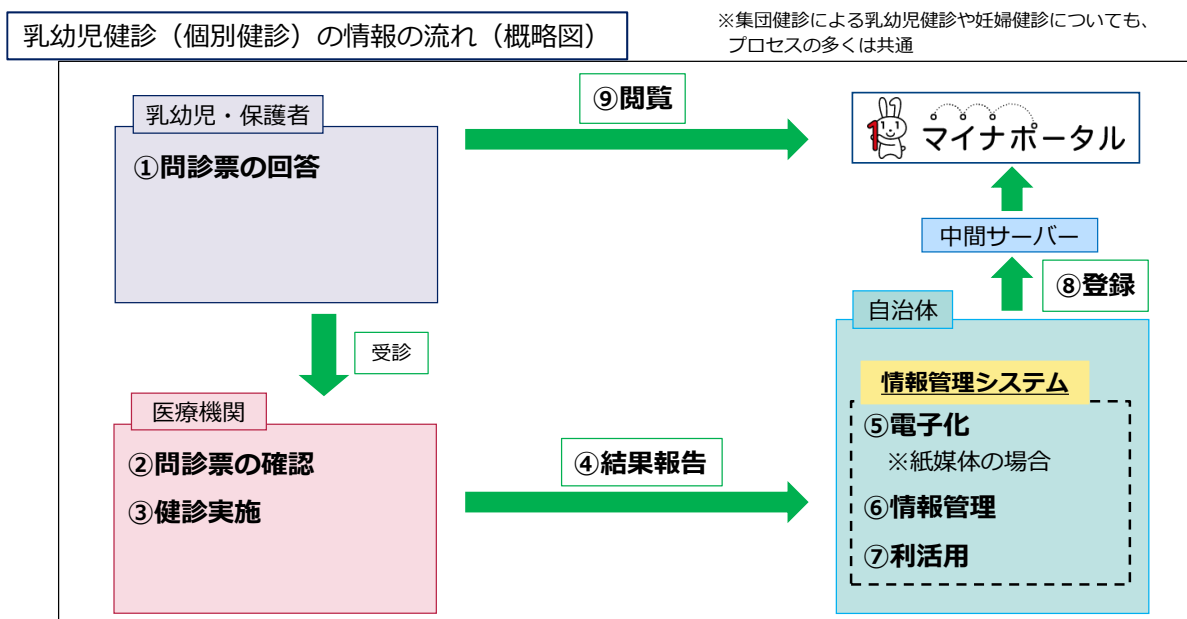 乳幼児健診（個別健診）の情報の流れ（概略図）
※集団健診による乳幼児健診や妊婦健診についても、
プロセスの多くは共通
乳幼児・保護者
①問診票の回答
⑨閲覧
1
マイナポータル
中間サーバー
⑧登録
受診
医療機関
②問診票の確認
③健診実施
④結果報告
自治体
情報管理システム
⑤電子化
※紙媒体の場合
⑥情報管理
⑦利活用